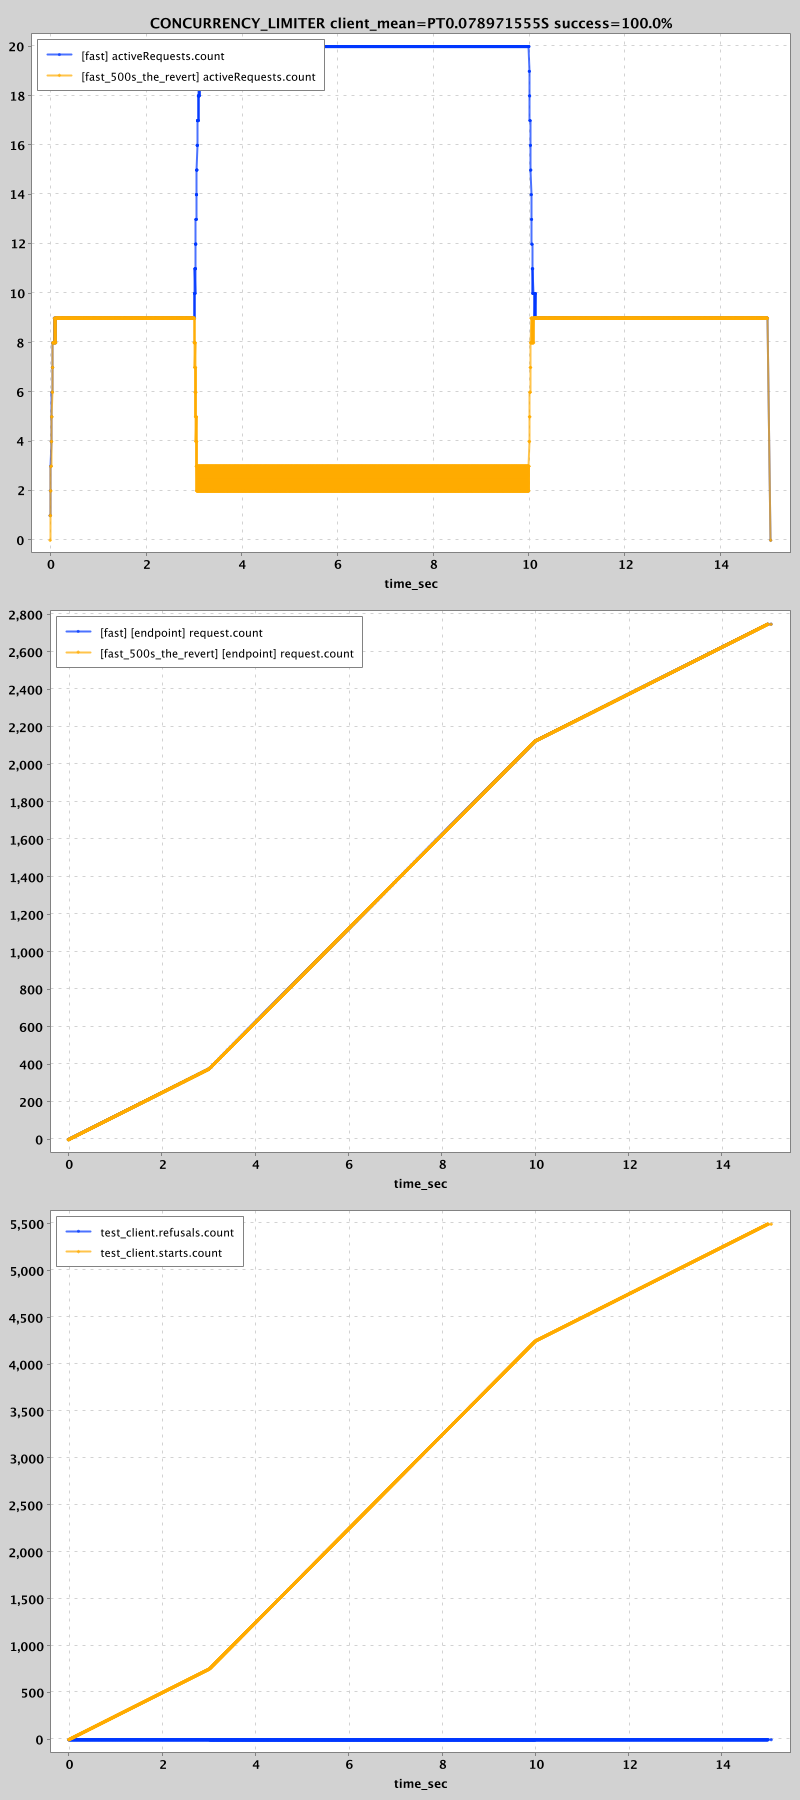 CONCURRENCY_LIMITER client_mean=PT0.078971555S success=100.0%
[fast] activeRequests.count
[fast_500s_the_revert] activeRequests.count
20
18
16
14
12
10
8
6
4
2
0
0 2 4 6 8 10 12 14
time_sec
[fast] [endpoint] request.count
[fast_500s_the_revert] [endpoint] request.count
2,800
2,600
2,400
2,200
2,000
1,800
1,600
1,400
1,200
1,000
800
600
400
200
0
0 2 4 6 8 10 12 14
time_sec
test_client.refusals.count
test_client.starts.count
5,500
5,000
4,500
4,000
3,500
3,000
2,500
2,000
1,500
1,000
500
0
0 2 4 6 8 10 12 14
time_sec